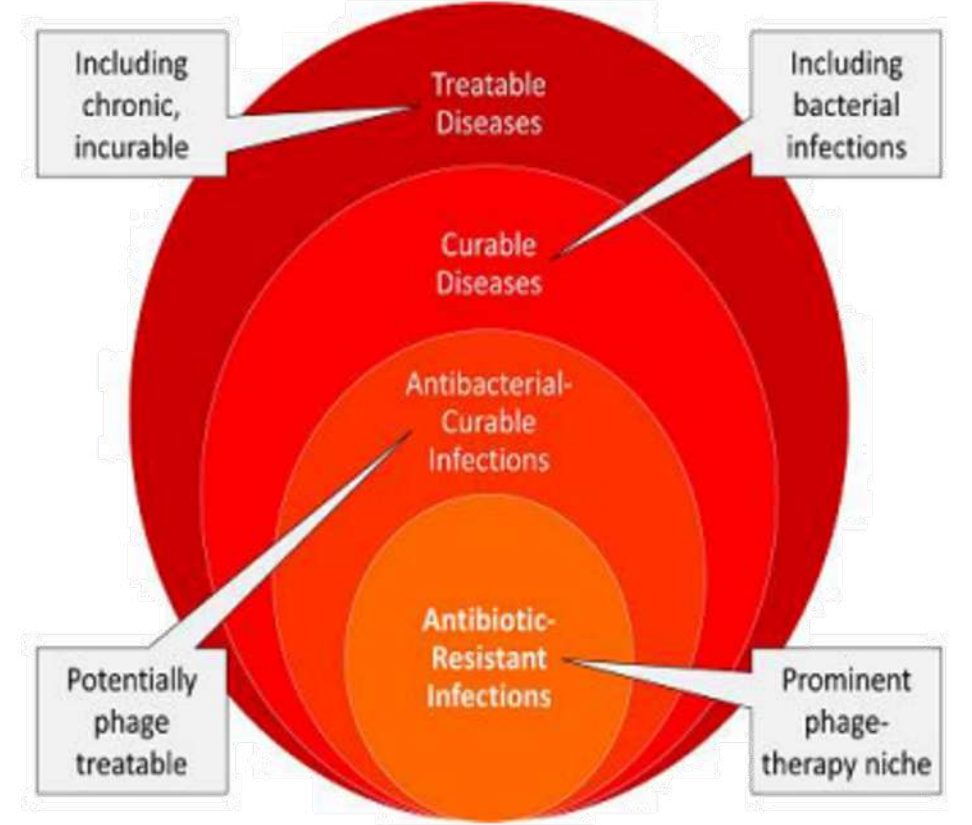 Including
chronic,
incurable
Treatable
Diseases
Including
bacterial
infections
Curable
Diseases
Antibacterial-
Curable
Infections
Antibiotic-
Resistant
Infections
Potentially
phage
treatable
Prominent
phage-
therapy niche